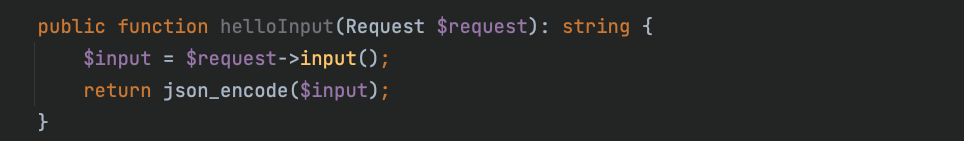 public function helloInput(Request $request): string {
    $input = $request->input();
    return json_encode($input);
}